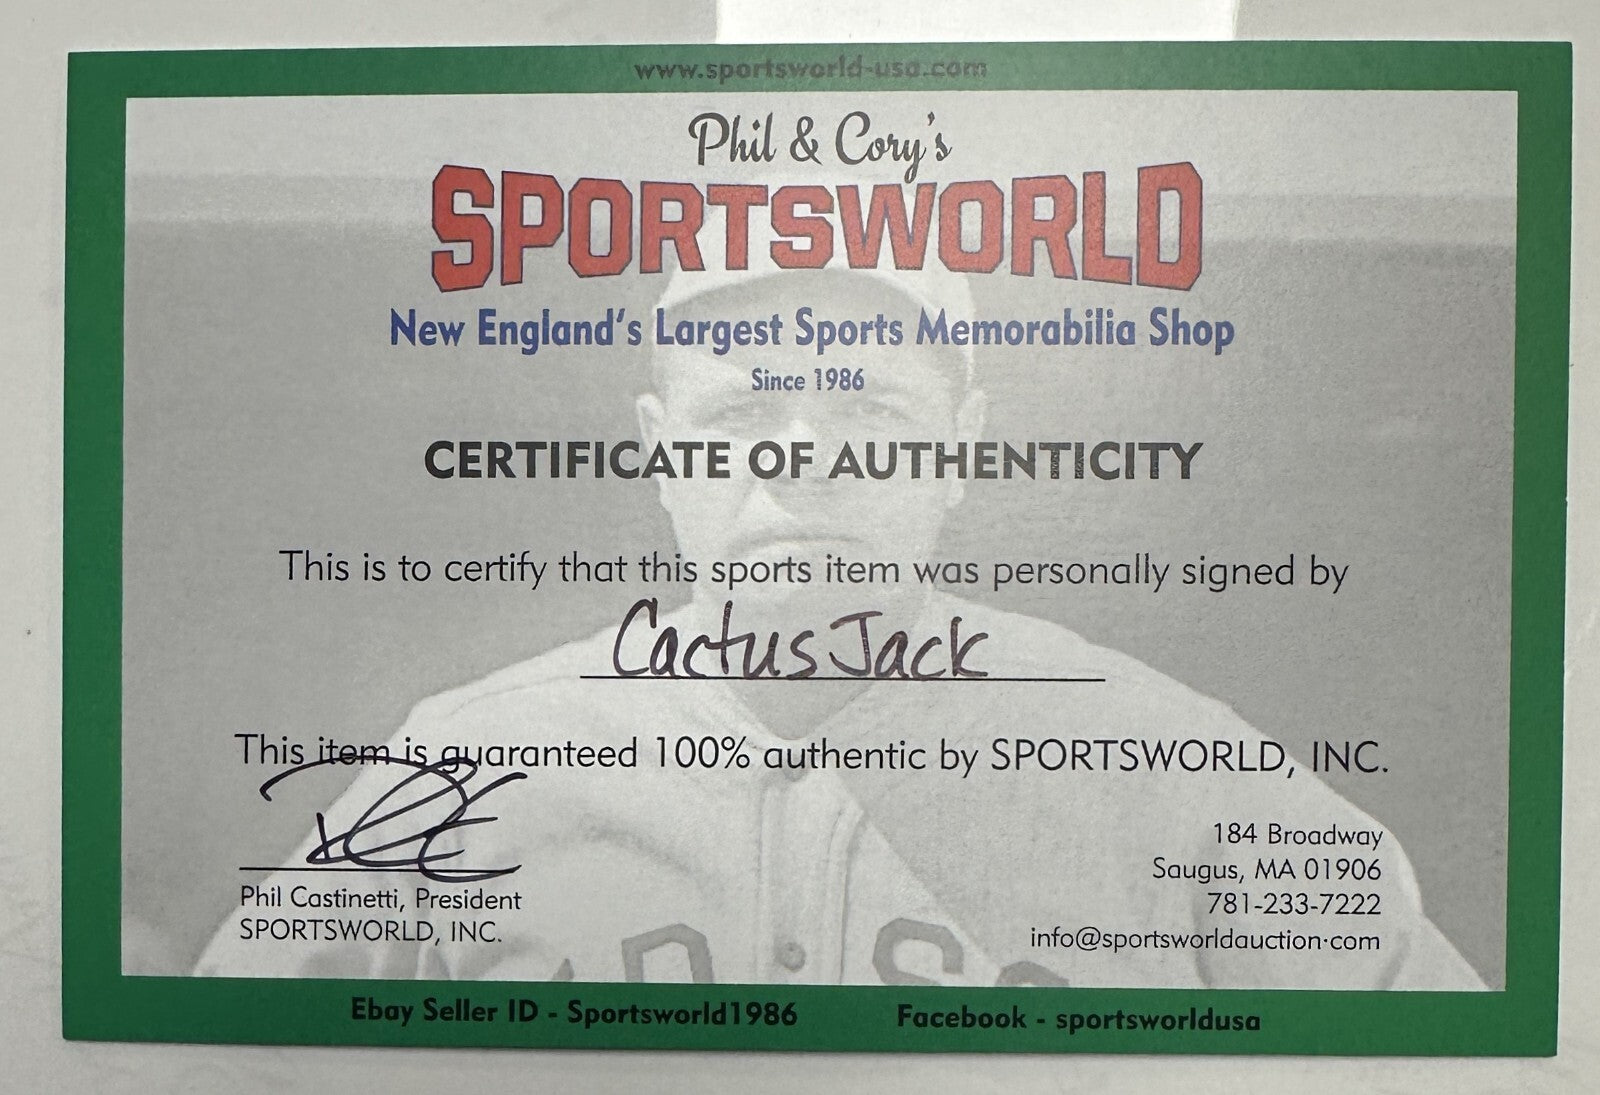 www.sportsworld-usa.com
Phil & Cory's
SPORTSWORLD
New England's Largest Sports Memorabilia Shop
Since 1986
CERTIFICATE OF AUTHENTICITY
This is to certify that this sports item was personally signed by
Cactus Jack
This item is guaranteed 100% authentic by SPORTSWORLD, INC.
Phil Castinetti, President
SPORTSWORLD, INC.
184 Broadway
Saugus, MA 01906
781-233-7222
info@sportsworldauction·com
Ebay Seller ID - Sportsworld1986
Facebook - sportsworldusa